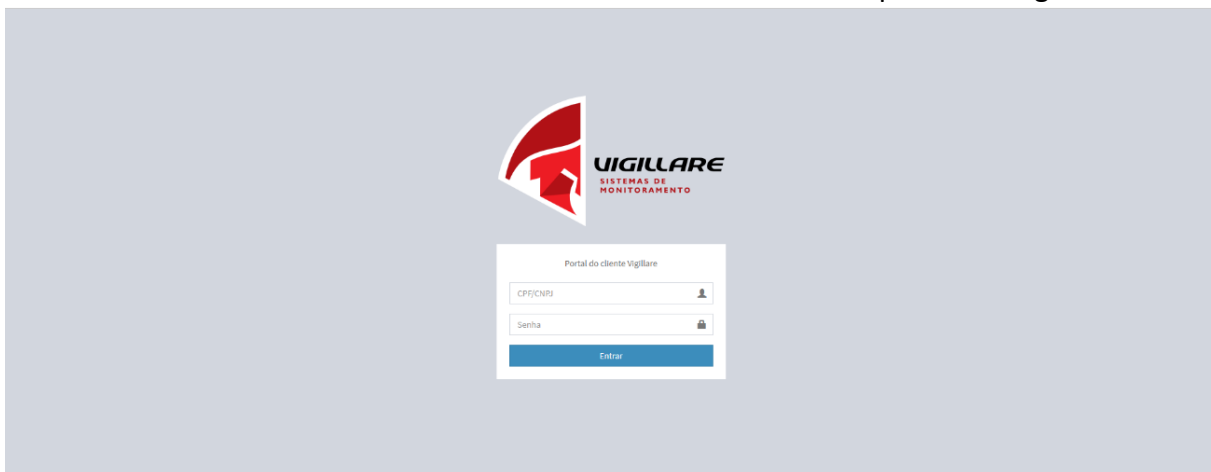 VIGILLARE
SISTEMAS DE
MONITORAMENTO
Portal do cliente Vigillare
CPF/CNPJ
Senha
Entrar